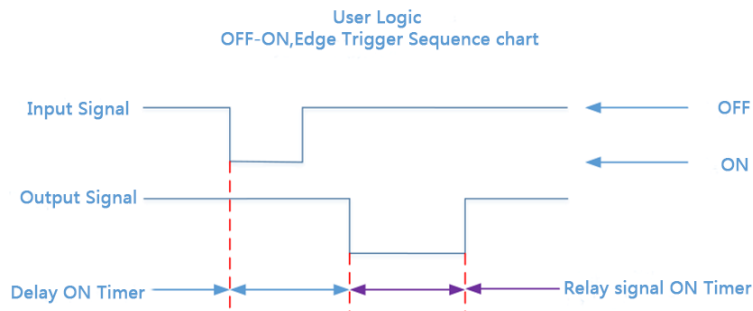 User Logic
OFF-ON,Edge Trigger Sequence chart
Input Signal
OFF
ON
Output Signal
Delay ON Timer
Relay signal ON Timer